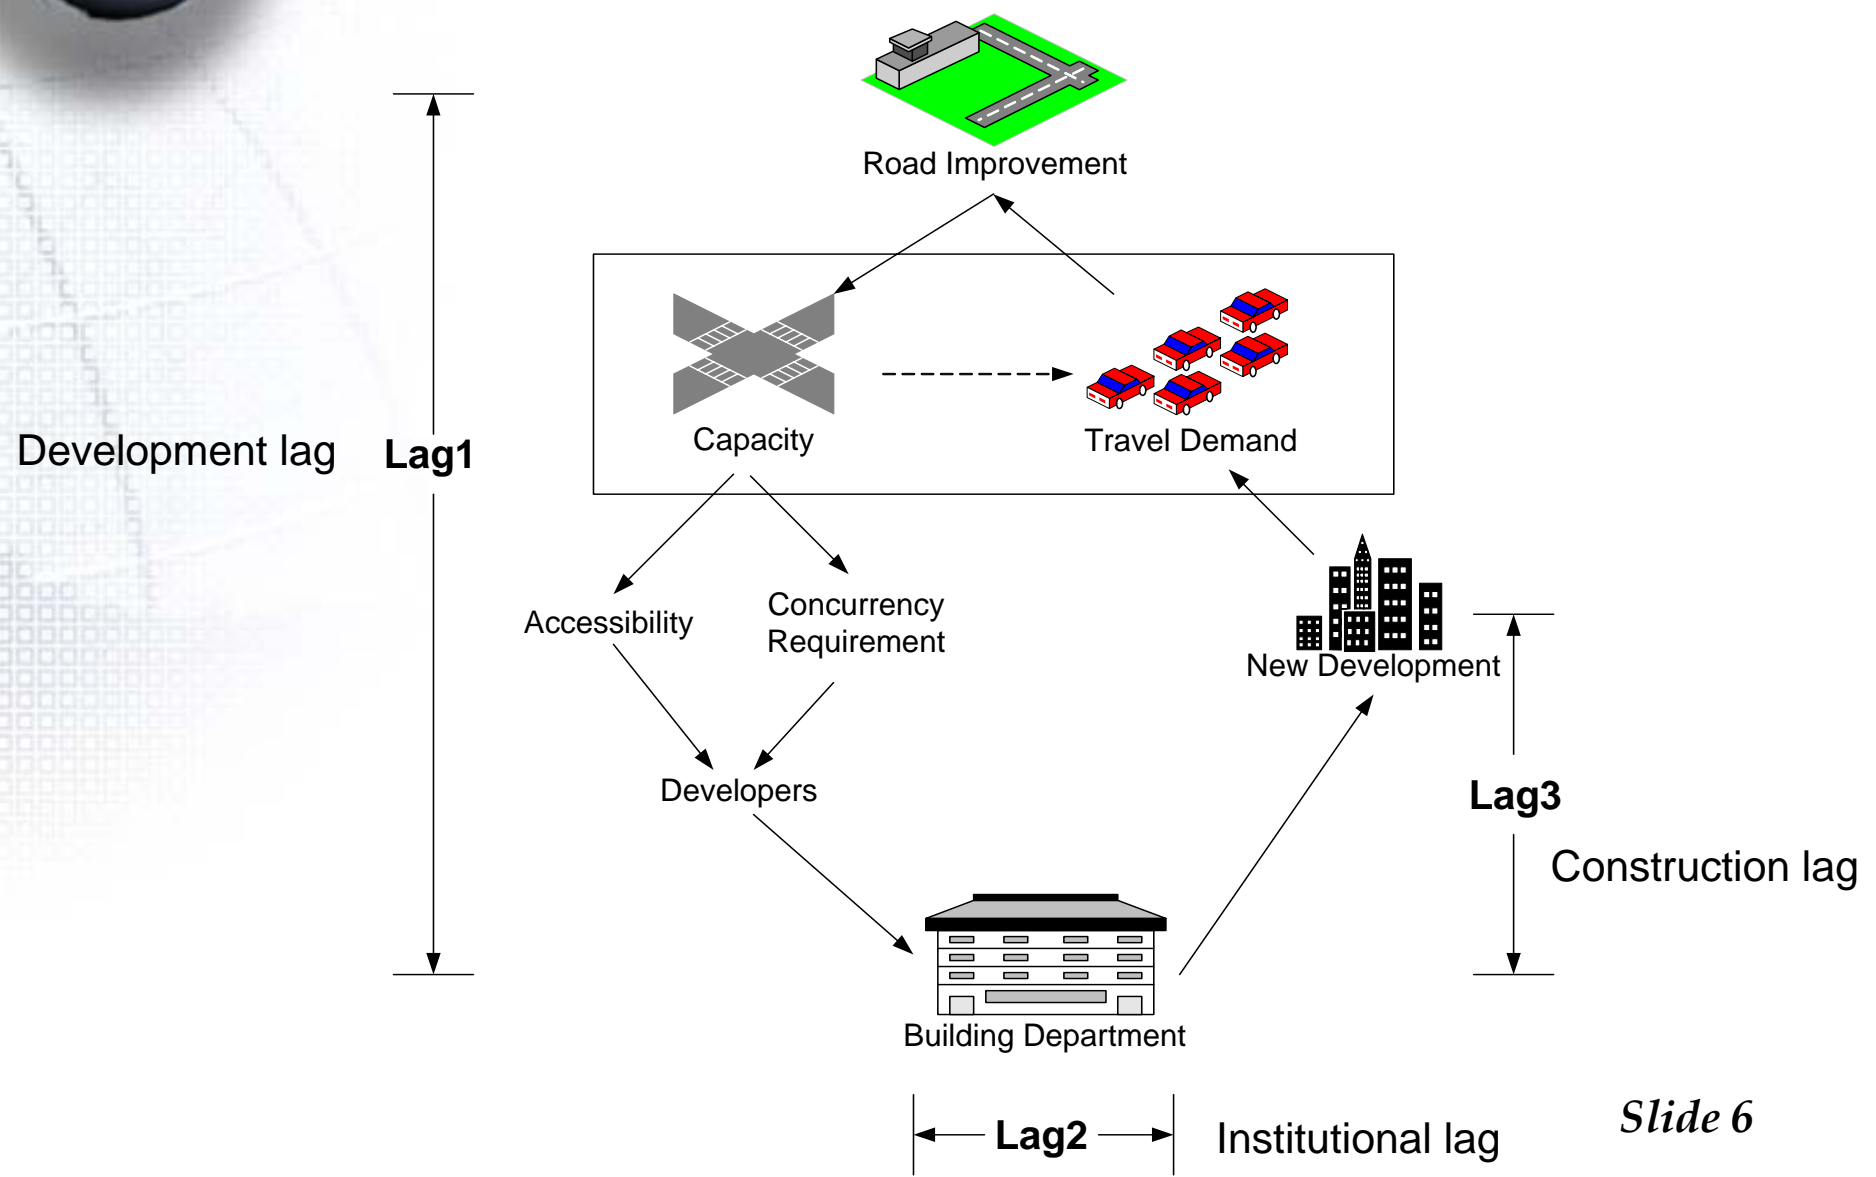 Road Improvement
Capacity
Travel Demand
Development lag
Lag1
Accessibility
Concurrency
Requirement
New Development
Developers
Lag3
Construction lag
Building Department
Lag2
Institutional lag
Slide 6